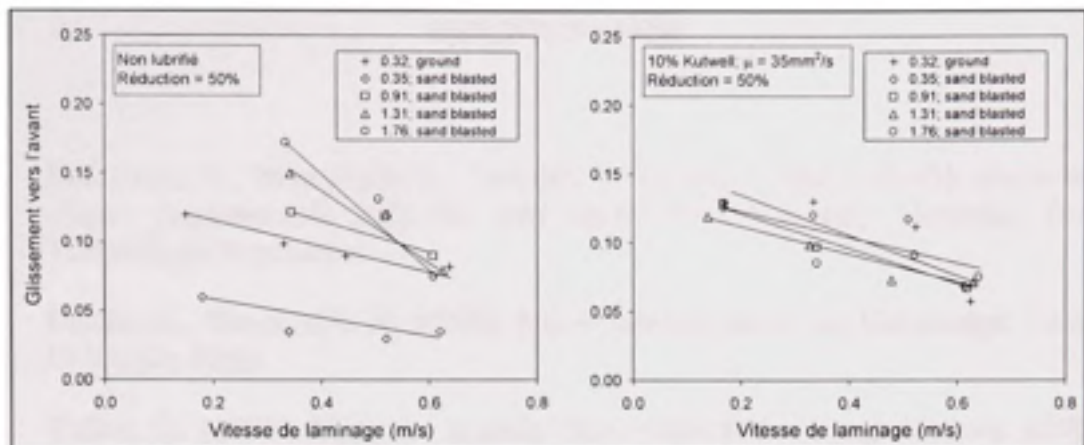 Glissement vers l'avant
0.25
0.20
0.15
0.10
0.05
0.00
Non lubrifié
Réduction = 50%
0.32; ground
0.35; sand blasted
0.91; sand blasted
1.31; sand blasted
1.76; sand blasted
0.0 0.2 0.4 0.6 0.8
Vitesse de laminage (m/s)
0.25
0.20
0.15
0.10
0.05
0.00
10% Kutwell; μ = 35mm²/s
Réduction = 50%
0.32; ground
0.35; sand blasted
0.91; sand blasted
1.31; sand blasted
1.76; sand blasted
0.0 0.2 0.4 0.6 0.8
Vitesse de laminage (m/s)